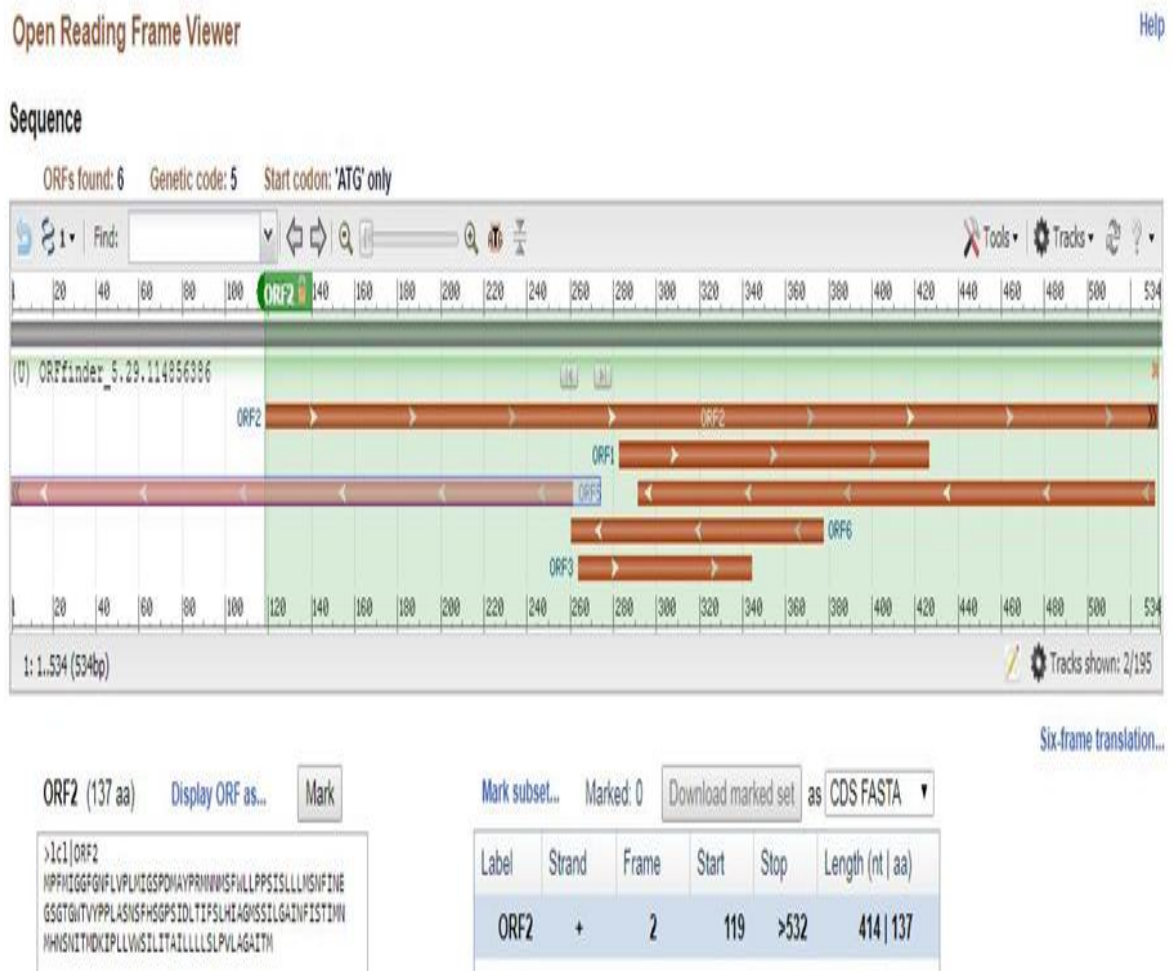 Open Reading Frame Viewer
Help
Sequence
ORFs found: 6 Genetic code: 5 Start codon: 'ATG' only
1 Find: Tools Tracks ?
1 20 40 60 80 100 ORF2 140 160 180 200 220 240 260 280 300 320 340 360 380 400 420 440 460 480 500 534
(U) ORFfinder_5.29.114856386
ORF2 ORF2
ORF1
ORF5
ORF6
ORF3
1 20 40 60 80 100 120 140 160 180 200 220 240 260 280 300 320 340 360 380 400 420 440 460 480 500 534
1: 1..534 (534bp) Tracks shown: 2/195
Six-frame translation...
ORF2 (137 aa) Display ORF as... Mark
>lcl|ORF2
MPFMIGGFGNFLVPLMIGSPDMAYPRMNNMSFWLLPPSISLLLMSNFINE
GSGTGWTVYPPLASNSFHSGPSIDLTIFSLHIAGMSSILGAINFISTIMN
MHNSNITMDKIPLLVWSILITAILLLLSLPVLAGAITM
Mark subset... Marked: 0 Download marked set as CDS FASTA
Label Strand Frame Start Stop Length (nt | aa)
ORF2 + 2 119 >532 414 | 137